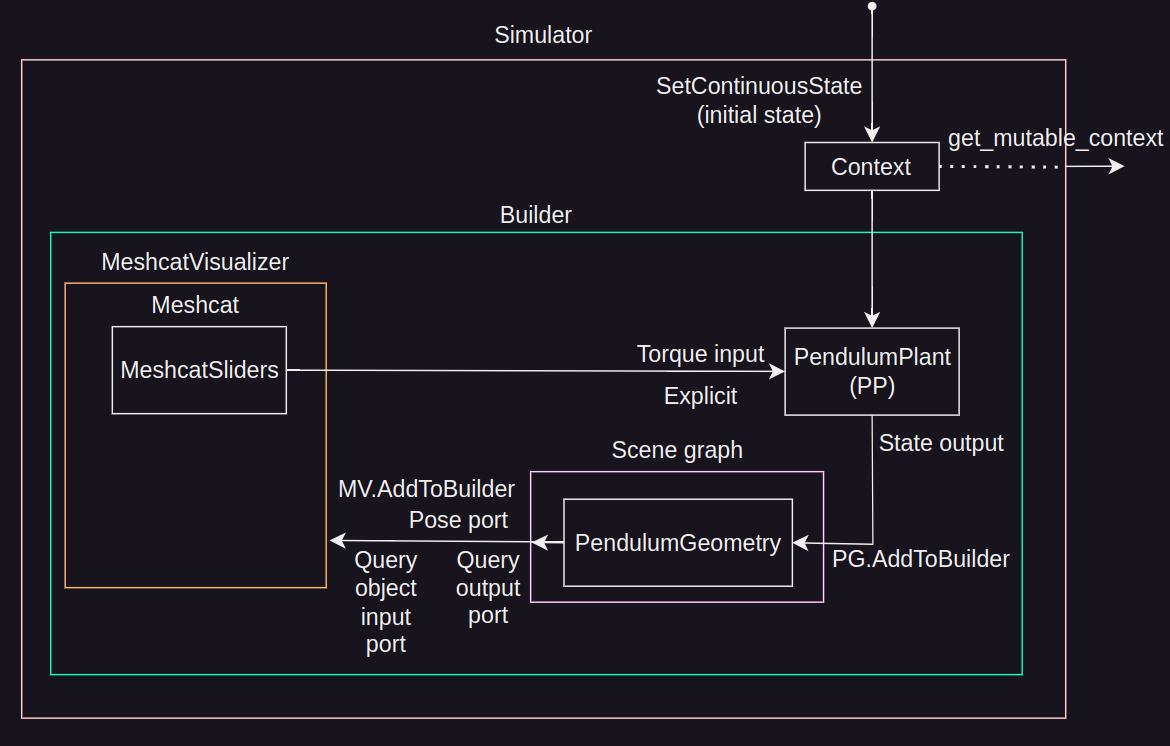 Simulator
SetContinuousState
(initial state)
get_mutable_context
Context
Builder
MeshcatVisualizer
Meshcat
MeshcatSliders
Torque input
Explicit
PendulumPlant
(PP)
State output
Scene graph
MV.AddToBuilder
Pose port
PendulumGeometry
PG.AddToBuilder
Query
object
input
port
Query
output
port